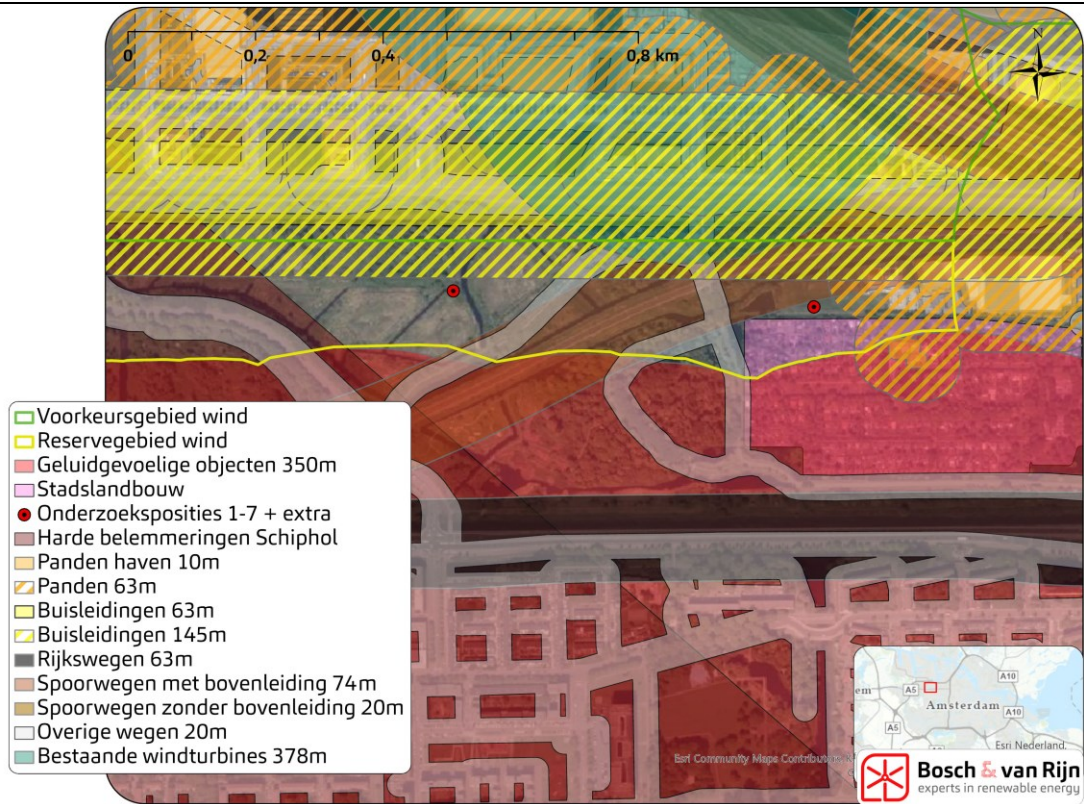 0
0,2
0,4
0,8 km
N
Voorkeursgebied wind
Reservegebied wind
Geluidgevoelige objecten 350m
Stadslandbouw
Onderzoeksposities 1-7 + extra
Harde belemmeringen Schiphol
Panden haven 10m
Panden 63m
Buisleidingen 63m
Buisleidingen 145m
Rijkswegen 63m
Spoorwegen met bovenleiding 74m
Spoorwegen zonder bovenleiding 20m
Overige wegen 20m
Bestaande windturbines 378m
A10
A5
em
Amsterdam
A10
A5
Esri Nederland,
Esri Community Maps Contributors
Bosch & van Rijn
experts in renewable energy